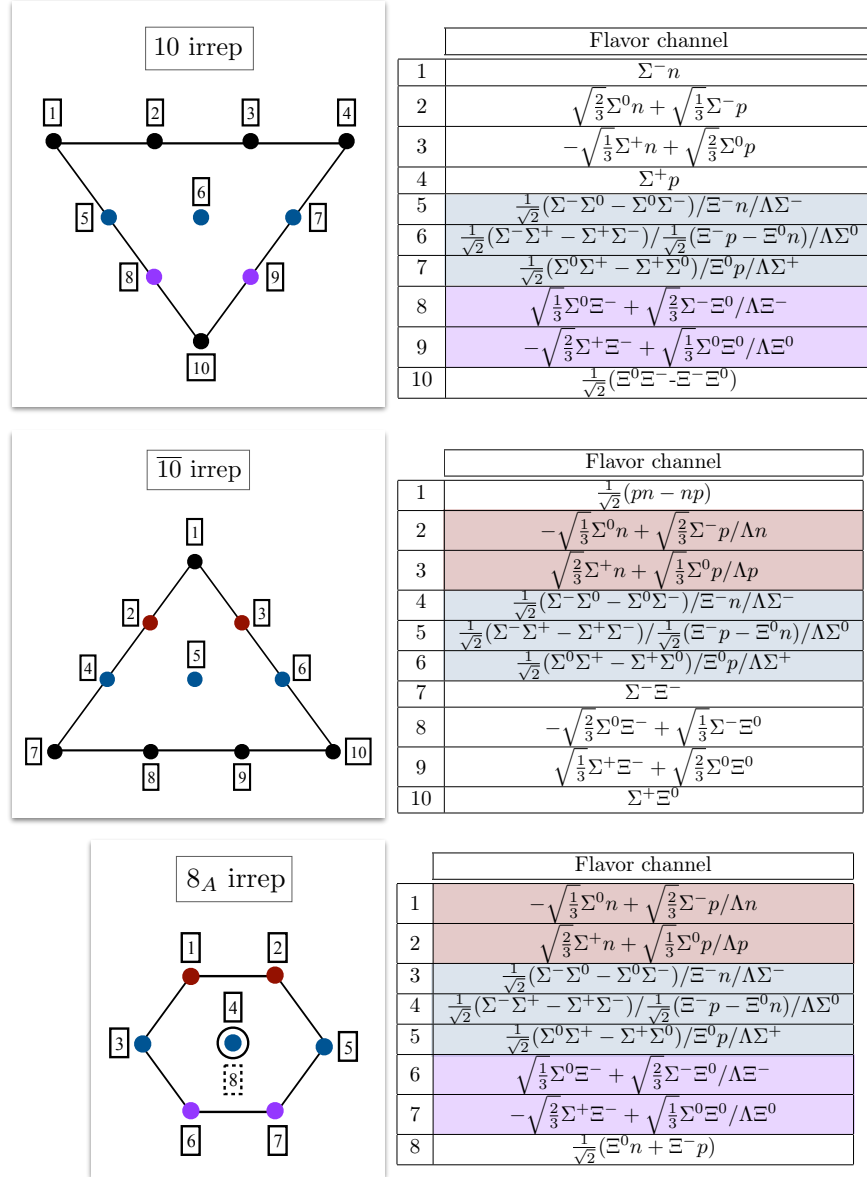 10 irrep
1
2
3
4
6
5
7
8
9
10
Flavor channel
1 Σ⁻n
2 √(2/3)Σ⁰n + √(1/3)Σ⁻p
3 −√(1/3)Σ⁺n + √(2/3)Σ⁰p
4 Σ⁺p
5 1/√2(Σ⁻Σ⁰ − Σ⁰Σ⁻)/Ξ⁻n/ΛΣ⁻
6 1/√2(Σ⁻Σ⁺ − Σ⁺Σ⁻)/1/√2(Ξ⁻p − Ξ⁰n)/ΛΣ⁰
7 1/√2(Σ⁰Σ⁺ − Σ⁺Σ⁰)/Ξ⁰p/ΛΣ⁺
8 √(1/3)Σ⁰Ξ⁻ + √(2/3)Σ⁻Ξ⁰/ΛΞ⁻
9 −√(2/3)Σ⁺Ξ⁻ + √(1/3)Σ⁰Ξ⁰/ΛΞ⁰
10 1/√2(Ξ⁰Ξ⁻-Ξ⁻Ξ⁰)
1̅0̅ irrep
1
2
3
4
5
6
7
8
9
10
Flavor channel
1 1/√2(pn − np)
2 −√(1/3)Σ⁰n + √(2/3)Σ⁻p/Λn
3 √(2/3)Σ⁺n + √(1/3)Σ⁰p/Λp
4 1/√2(Σ⁻Σ⁰ − Σ⁰Σ⁻)/Ξ⁻n/ΛΣ⁻
5 1/√2(Σ⁻Σ⁺ − Σ⁺Σ⁻)/1/√2(Ξ⁻p − Ξ⁰n)/ΛΣ⁰
6 1/√2(Σ⁰Σ⁺ − Σ⁺Σ⁰)/Ξ⁰p/ΛΣ⁺
7 Σ⁻Ξ⁻
8 −√(2/3)Σ⁰Ξ⁻ + √(1/3)Σ⁻Ξ⁰
9 √(1/3)Σ⁺Ξ⁻ + √(2/3)Σ⁰Ξ⁰
10 Σ⁺Ξ⁰
8_A irrep
1
2
4
3
5
8
6
7
Flavor channel
1 −√(1/3)Σ⁰n + √(2/3)Σ⁻p/Λn
2 √(2/3)Σ⁺n + √(1/3)Σ⁰p/Λp
3 1/√2(Σ⁻Σ⁰ − Σ⁰Σ⁻)/Ξ⁻n/ΛΣ⁻
4 1/√2(Σ⁻Σ⁺ − Σ⁺Σ⁻)/1/√2(Ξ⁻p − Ξ⁰n)/ΛΣ⁰
5 1/√2(Σ⁰Σ⁺ − Σ⁺Σ⁰)/Ξ⁰p/ΛΣ⁺
6 √(1/3)Σ⁰Ξ⁻ + √(2/3)Σ⁻Ξ⁰/ΛΞ⁻
7 −√(2/3)Σ⁺Ξ⁻ + √(1/3)Σ⁰Ξ⁰/ΛΞ⁰
8 1/√2(Ξ⁰n + Ξ⁻p)